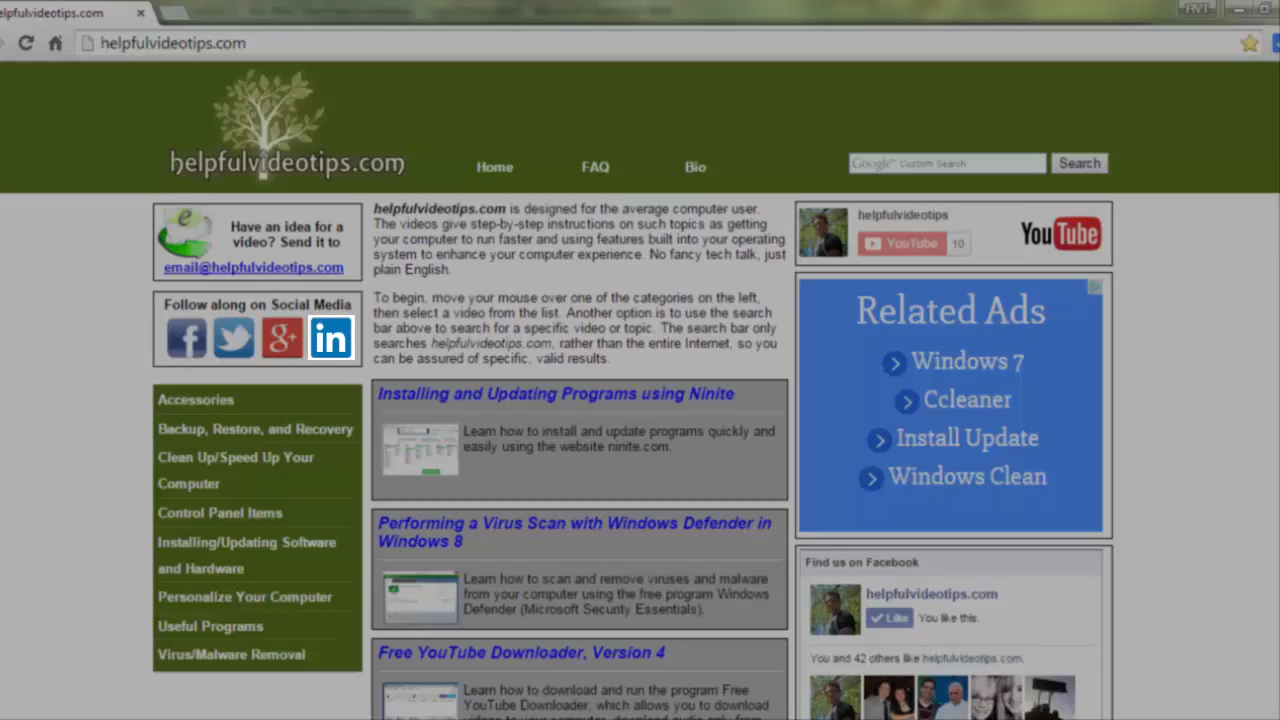 elpfulvideotips.com
HVT
helpfulvideotips.com
helpfulvideotips.com
Home FAQ Bio
Google™ Custom Search Search
Have an idea for a
video? Send it to
email@helpfulvideotips.com
Follow along on Social Media
f g+ in
Accessories
Backup, Restore, and Recovery
Clean Up/Speed Up Your
Computer
Control Panel Items
Installing/Updating Software
and Hardware
Personalize Your Computer
Useful Programs
Virus/Malware Removal
helpfulvideotips.com is designed for the average computer user.
The videos give step-by-step instructions on such topics as getting
your computer to run faster and using features built into your operating
system to enhance your computer experience. No fancy tech talk, just
plain English.
To begin, move your mouse over one of the categories on the left,
then select a video from the list. Another option is to use the search
bar above to search for a specific video or topic. The search bar only
searches helpfulvideotips.com, rather than the entire Internet, so you
can be assured of specific, valid results.
Installing and Updating Programs using Ninite
Learn how to install and update programs quickly and
easily using the website ninite.com.
Performing a Virus Scan with Windows Defender in
Windows 8
Learn how to scan and remove viruses and malware
from your computer using the free program Windows
Defender (Microsoft Security Essentials).
Free YouTube Downloader, Version 4
Learn how to download and run the program Free
YouTube Downloader, which allows you to download
videos to your computer, download audio only from
helpfulvideotips
YouTube 10
YouTube
Related Ads
Windows 7
Ccleaner
Install Update
Windows Clean
Find us on Facebook
helpfulvideotips.com
Like You like this.
You and 42 others like helpfulvideotips.com.